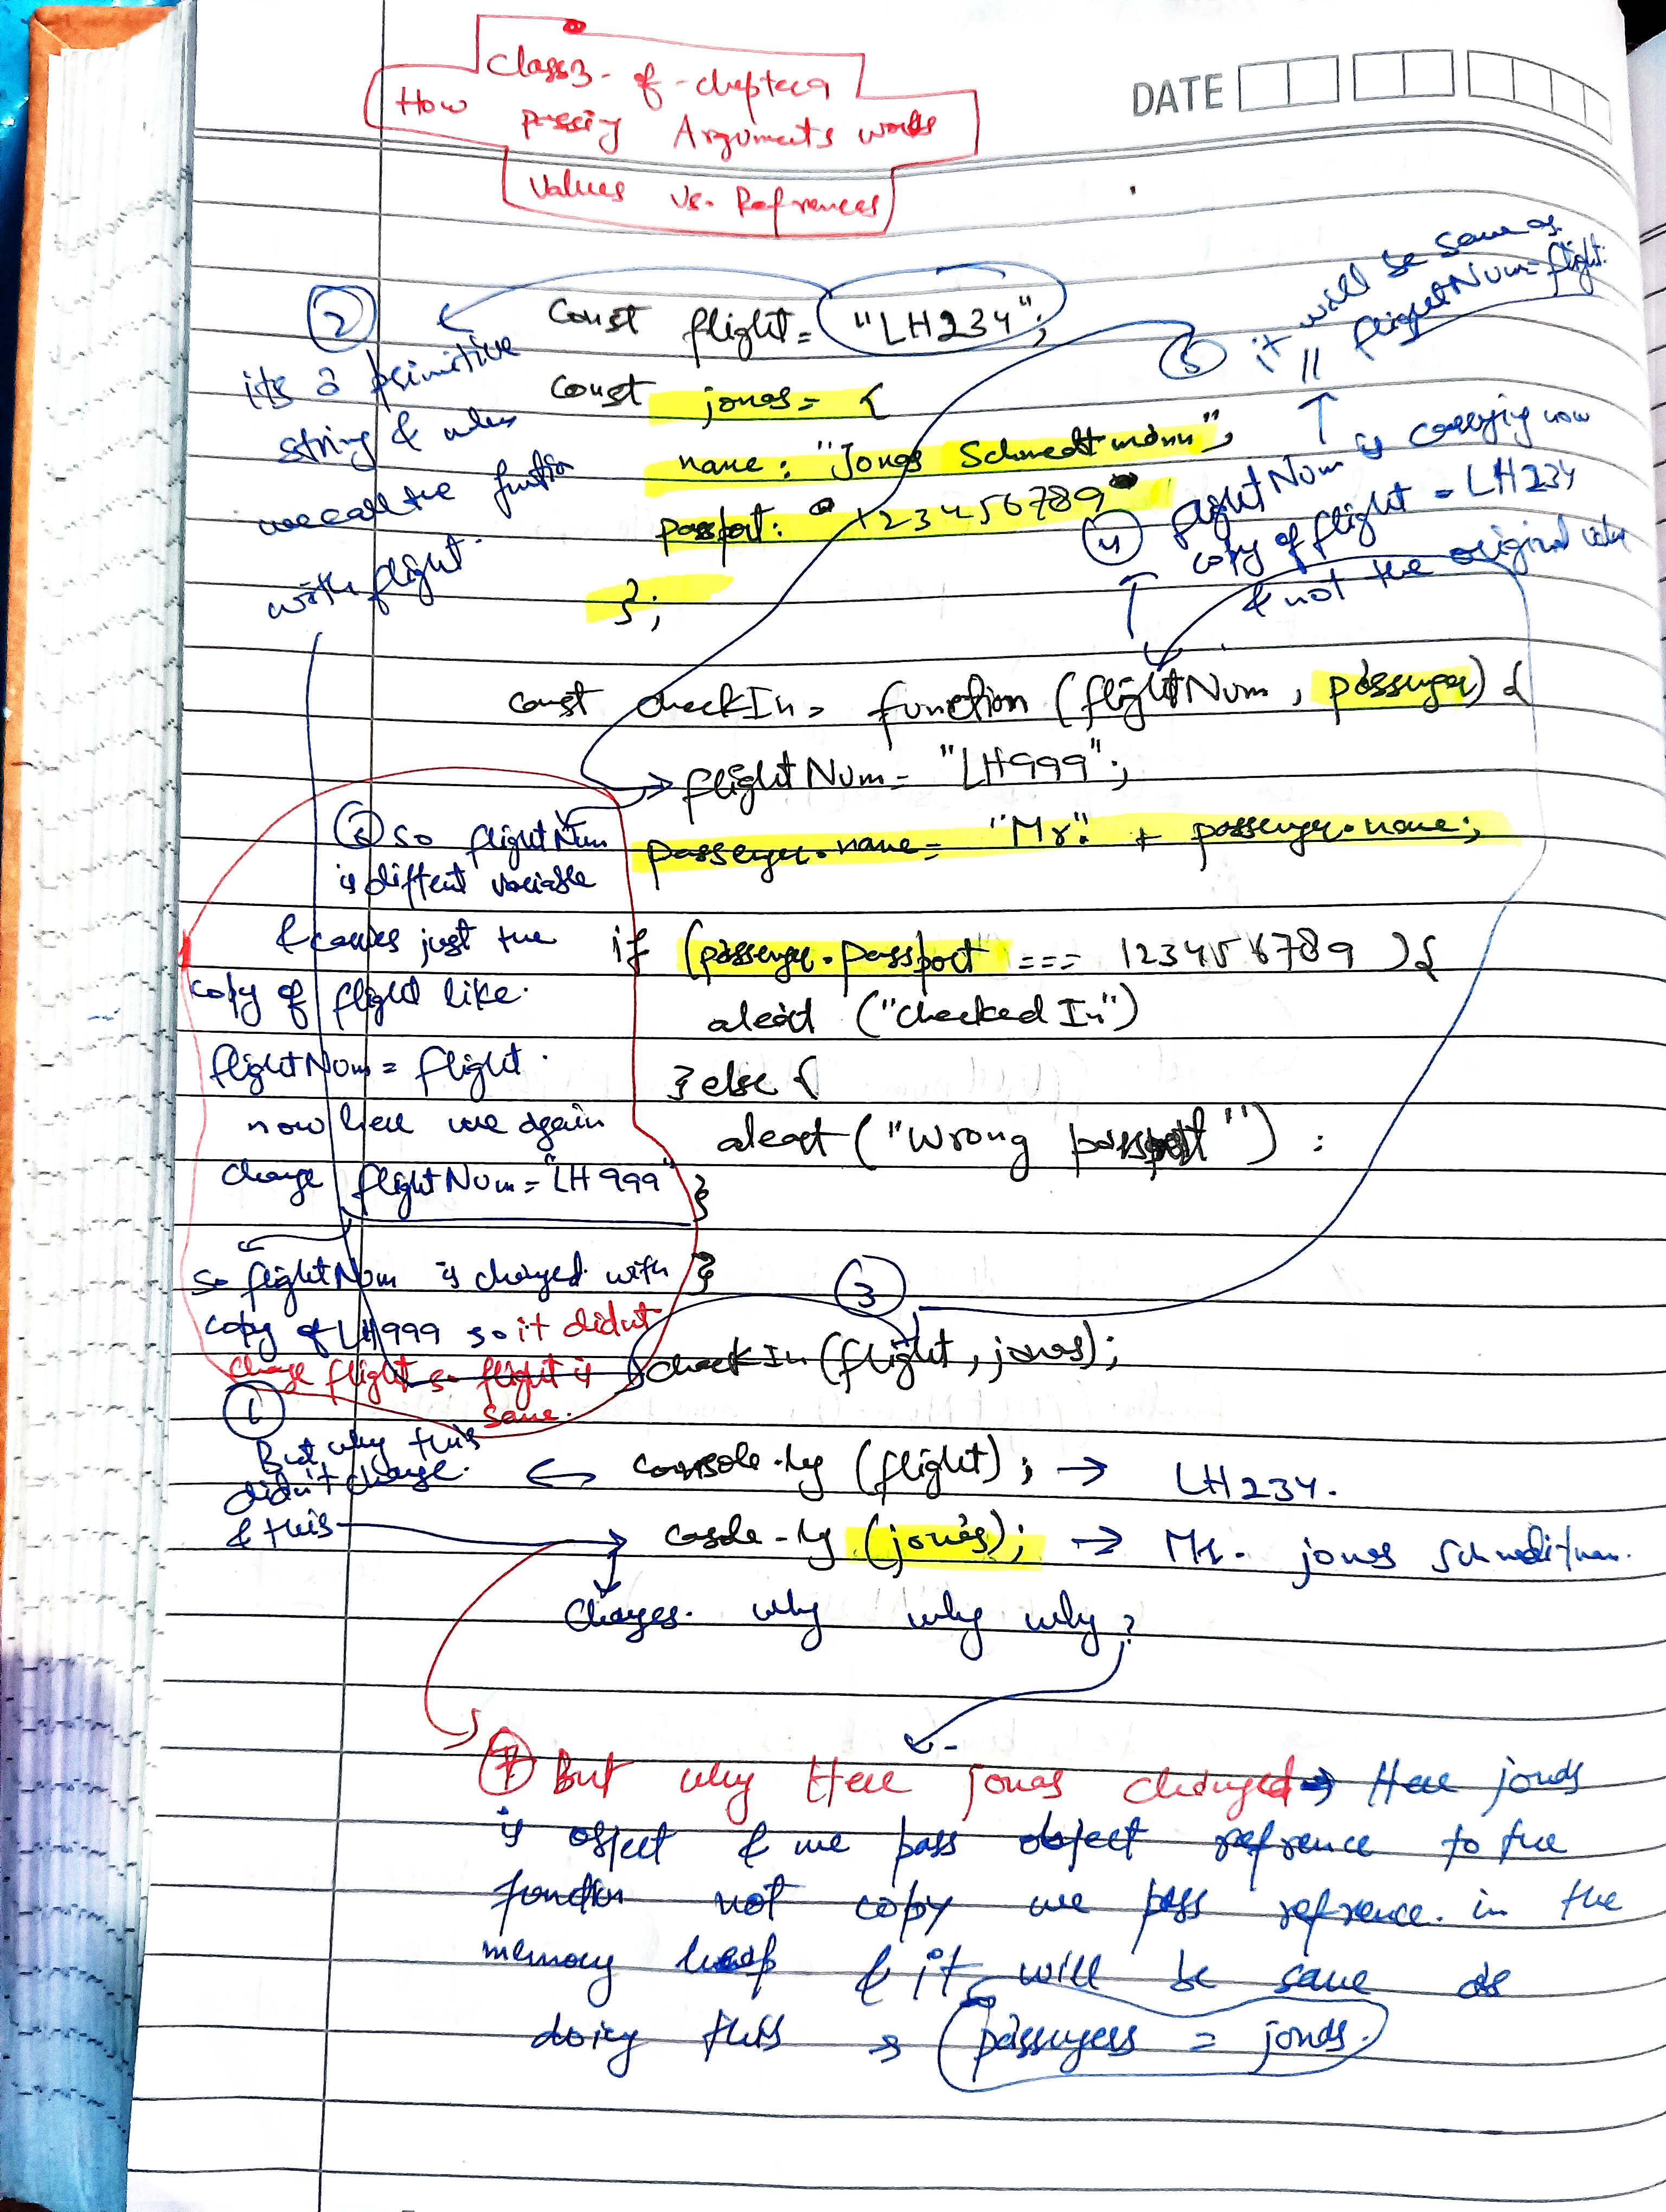 Class3- of -chapter9
How passing Arguments works
Values Vs. Refrences
DATE
const flight = "LH234";
const jonas = {
name: "Jonas Schmedtmann",
passport: 123456789
};
const checkIn = function (flightNum, passenger) {
flightNum = "LH999";
passenger.name = "Mr." + passenger.name;
if (passenger.passport === 123456789 ){
alert ("checked In")
} else {
alert ("Wrong passport") :
}
}
checkIn (flight, jonas);
console.log (flight); → LH234.
console.log (jonas); → Mr. jonas
changes. why why why?
① But why this
didn't change.
& this
② its a primitive
string & when
we call the function
with flight.
③
④ flightNum is carrying now
copy of flight = LH234
& not the original value
⑤ it will be same as
// flightNum = flight.
so flightNum
is diffent variable
& carries just the
copy of flight like.
flightNum = flight.
now here we again
change flightNum = "LH999"
so flightNum is changed with
copy of LH999 so it didnt
change flight so flight is
same.
⑦ But why Here jonas changed → Here jonas
is object & we pass object refrence to the
function not copy we pass refrence. in the
memory heap & it will be same as
doing this → passengers = jonas.